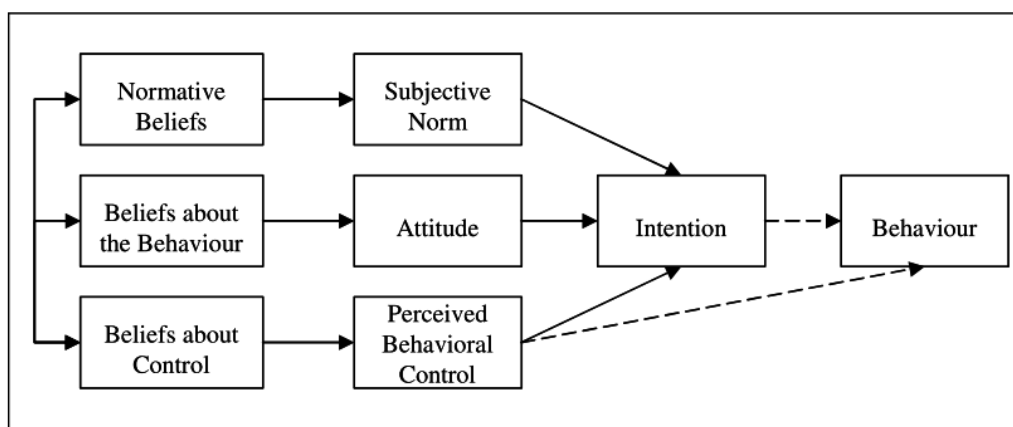 Normative
Beliefs
Subjective
Norm
Beliefs about
the Behaviour
Attitude
Intention
Behaviour
Beliefs about
Control
Perceived
Behavioral
Control